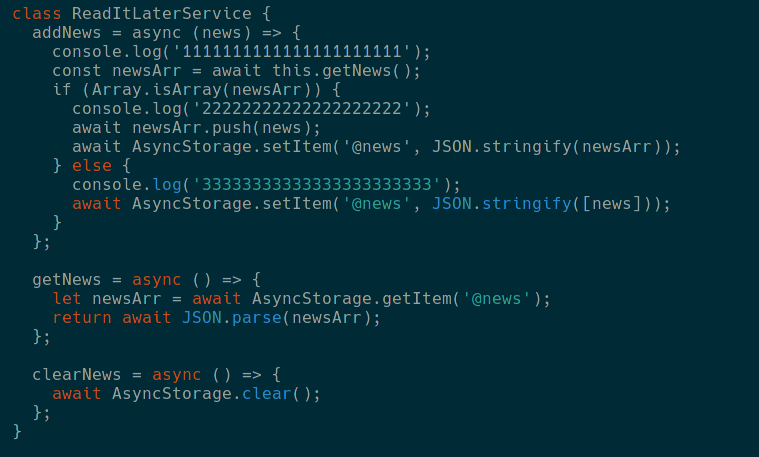 class ReadItLaterService {
  addNews = async (news) => {
    console.log('1111111111111111111111');
    const newsArr = await this.getNews();
    if (Array.isArray(newsArr)) {
      console.log('22222222222222222222');
      await newsArr.push(news);
      await AsyncStorage.setItem('@news', JSON.stringify(newsArr));
    } else {
      console.log('33333333333333333333333');
      await AsyncStorage.setItem('@news', JSON.stringify([news]));
    }
  };

  getNews = async () => {
    let newsArr = await AsyncStorage.getItem('@news');
    return await JSON.parse(newsArr);
  };

  clearNews = async () => {
    await AsyncStorage.clear();
  };
}